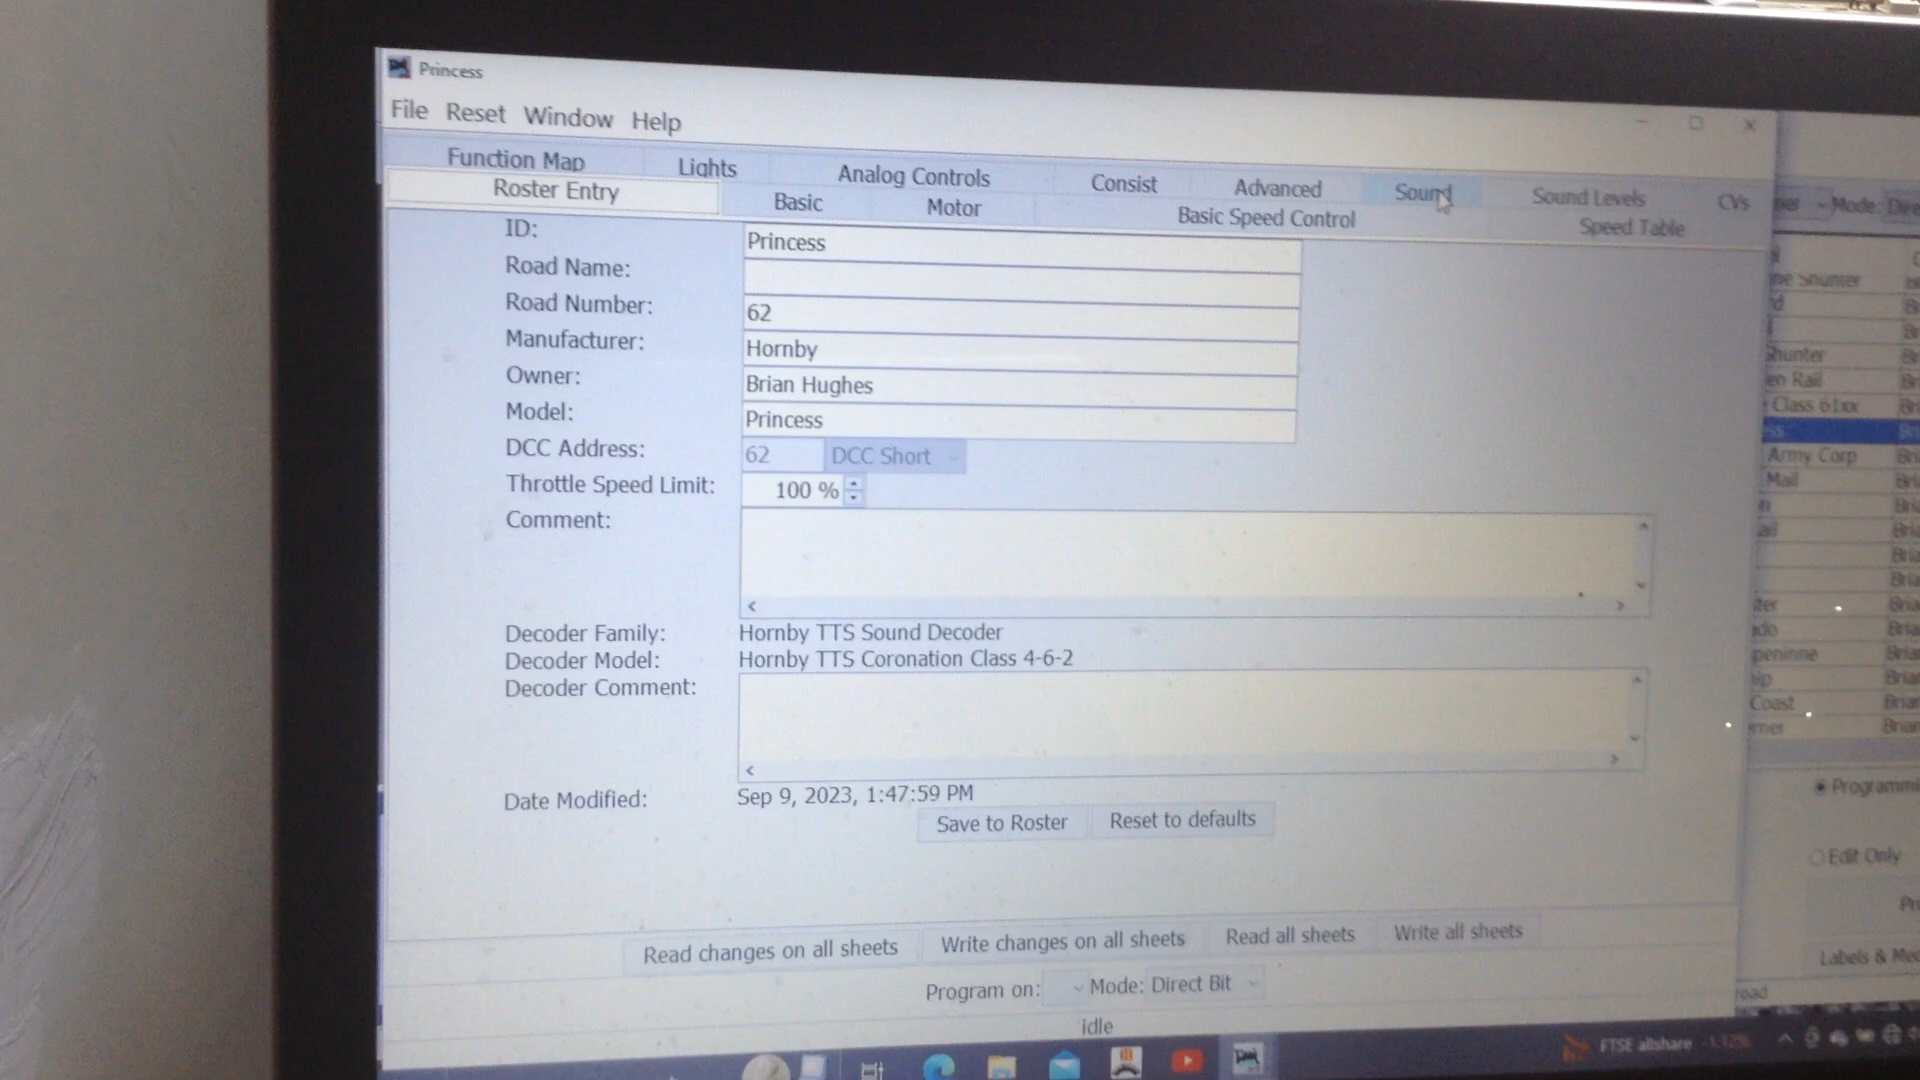 Princess
File Reset Window Help
Function Map Lights Analog Controls Consist Advanced Sound Sound Levels CVs
Roster Entry Basic Motor Basic Speed Control Speed Table
ID: Princess
Road Name:
Road Number: 62
Manufacturer: Hornby
Owner: Brian Hughes
Model: Princess
DCC Address: 62 DCC Short
Throttle Speed Limit: 100 %
Comment:
Decoder Family: Hornby TTS Sound Decoder
Decoder Model: Hornby TTS Coronation Class 4-6-2
Decoder Comment:
Date Modified: Sep 9, 2023, 1:47:59 PM
Save to Roster Reset to defaults
Read changes on all sheets Write changes on all sheets Read all sheets Write all sheets
Program on: Mode: Direct Bit
idle
Mode
Shunter
Class 61xx
Army Corp
Mail
Coast
Edit Only
FTSE allshare -1.12%